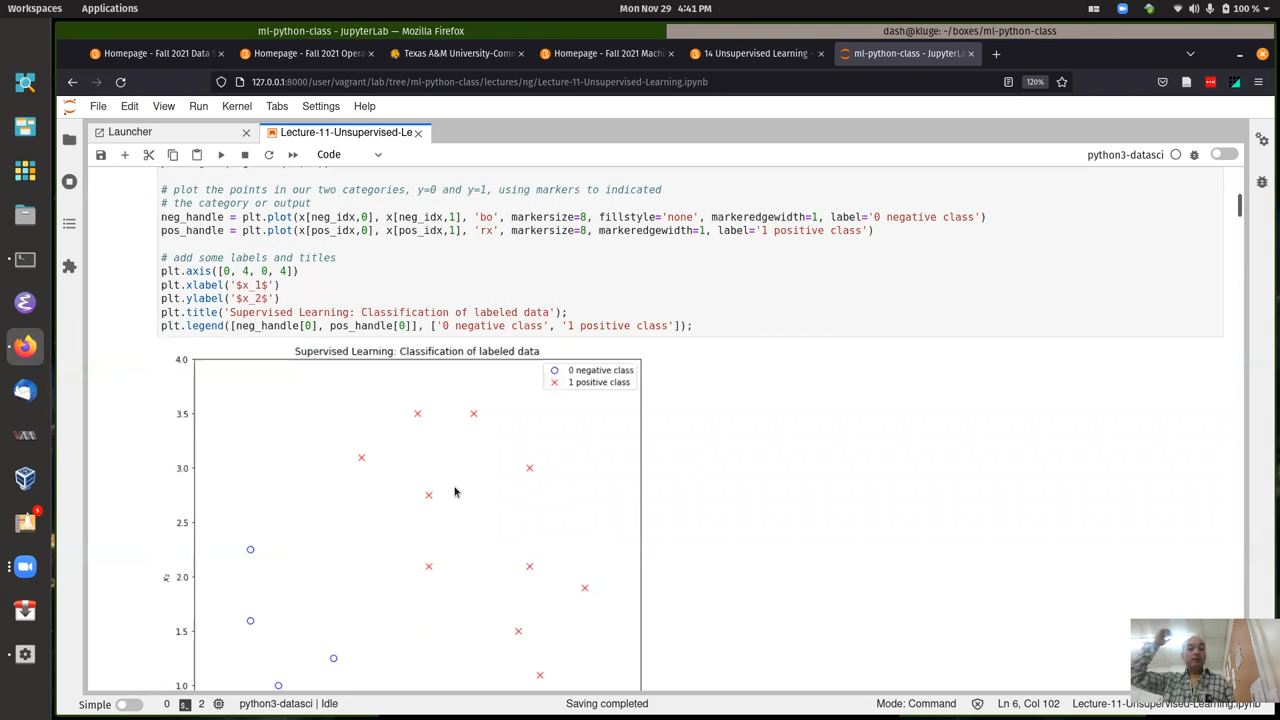 Workspaces Applications Mon Nov 29 4:41 PM 100 %
ml-python-class - JupyterLab — Mozilla Firefox dash@kluge: ~/boxes/ml-python-class
Homepage - Fall 2021 Data S Homepage - Fall 2021 Opera Texas A&M University-Comm Homepage - Fall 2021 Machi 14 Unsupervised Learning - ml-python-class - JupyterLa
127.0.0.1:8000/user/vagrant/lab/tree/ml-python-class/lectures/ng/Lecture-11-Unsupervised-Learning.ipynb 120%
File Edit View Run Kernel Tabs Settings Help
Launcher Lecture-11-Unsupervised-Le
Code python3-datasci
# plot the points in our two categories, y=0 and y=1, using markers to indicated
# the category or output
neg_handle = plt.plot(x[neg_idx,0], x[neg_idx,1], 'bo', markersize=8, fillstyle='none', markeredgewidth=1, label='0 negative class')
pos_handle = plt.plot(x[pos_idx,0], x[pos_idx,1], 'rx', markersize=8, markeredgewidth=1, label='1 positive class')
# add some labels and titles
plt.axis([0, 4, 0, 4])
plt.xlabel('$x_1$')
plt.ylabel('$x_2$')
plt.title('Supervised Learning: Classification of labeled data');
plt.legend([neg_handle[0], pos_handle[0]], ['0 negative class', '1 positive class']);
Supervised Learning: Classification of labeled data
4.0
0 negative class
1 positive class
3.5
3.0
2.5
x₂
2.0
1.5
1.0
Simple 0 2 python3-datasci | Idle Saving completed Mode: Command Ln 6, Col 102 Lecture-11-Unsupervised-Learning.ipynb